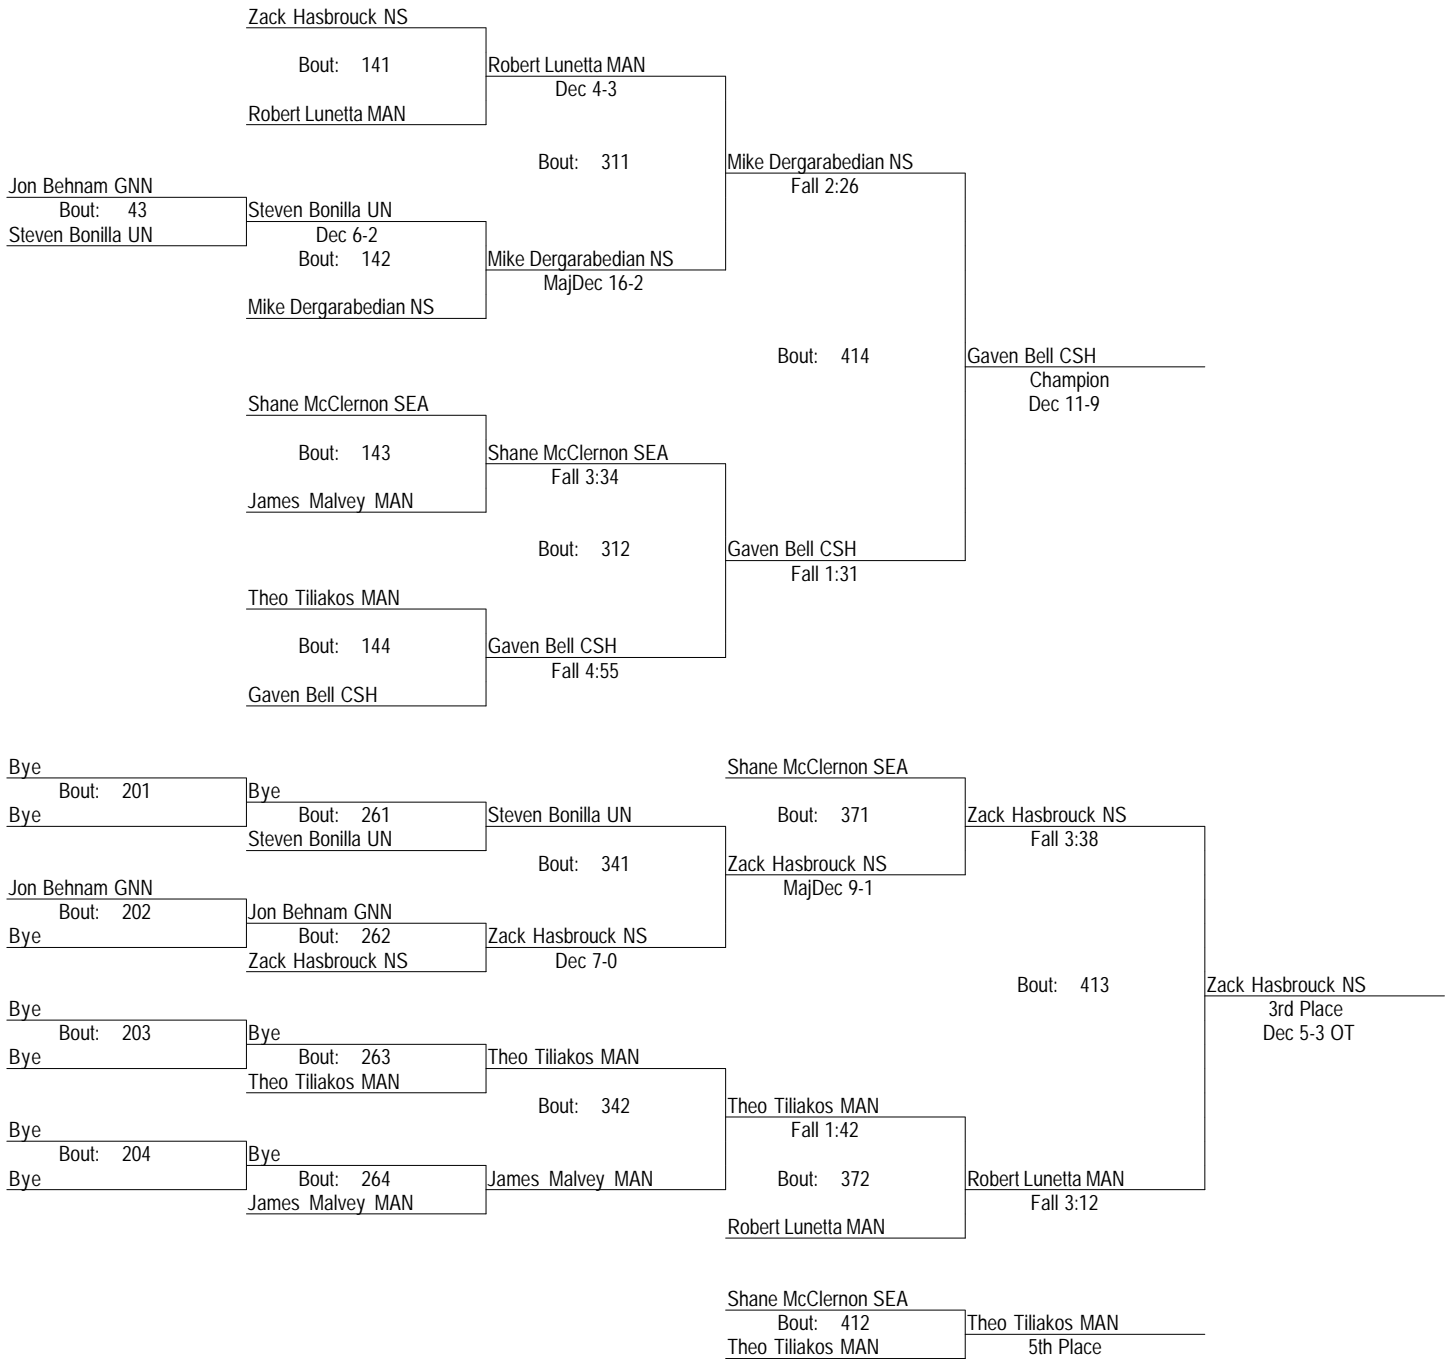 Zack Hasbrouck NS
Bout: 141
Robert Lunetta MAN
Dec 4-3
Robert Lunetta MAN
Bout: 311
Mike Dergarabedian NS
Fall 2:26
Jon Behnam GNN
Bout: 43
Steven Bonilla UN
Steven Bonilla UN
Dec 6-2
Bout: 142
Mike Dergarabedian NS
MajDec 16-2
Mike Dergarabedian NS
Bout: 414
Gaven Bell CSH
Champion
Dec 11-9
Shane McClernon SEA
Bout: 143
Shane McClernon SEA
Fall 3:34
James Malvey MAN
Bout: 312
Gaven Bell CSH
Fall 1:31
Theo Tiliakos MAN
Bout: 144
Gaven Bell CSH
Fall 4:55
Gaven Bell CSH
Bye
Bout: 201
Bye
Bye
Bout: 261
Steven Bonilla UN
Steven Bonilla UN
Shane McClernon SEA
Bout: 371
Zack Hasbrouck NS
Fall 3:38
Bout: 341
Zack Hasbrouck NS
MajDec 9-1
Jon Behnam GNN
Bout: 202
Bye
Jon Behnam GNN
Bout: 262
Zack Hasbrouck NS
Zack Hasbrouck NS
Dec 7-0
Bout: 413
Zack Hasbrouck NS
3rd Place
Dec 5-3 OT
Bye
Bout: 203
Bye
Bye
Bout: 263
Theo Tiliakos MAN
Theo Tiliakos MAN
Bout: 342
Theo Tiliakos MAN
Fall 1:42
Bye
Bout: 204
Bye
Bye
Bout: 264
James Malvey MAN
James Malvey MAN
Bout: 372
Robert Lunetta MAN
Fall 3:12
Robert Lunetta MAN
Shane McClernon SEA
Bout: 412
Theo Tiliakos MAN
Theo Tiliakos MAN
5th Place